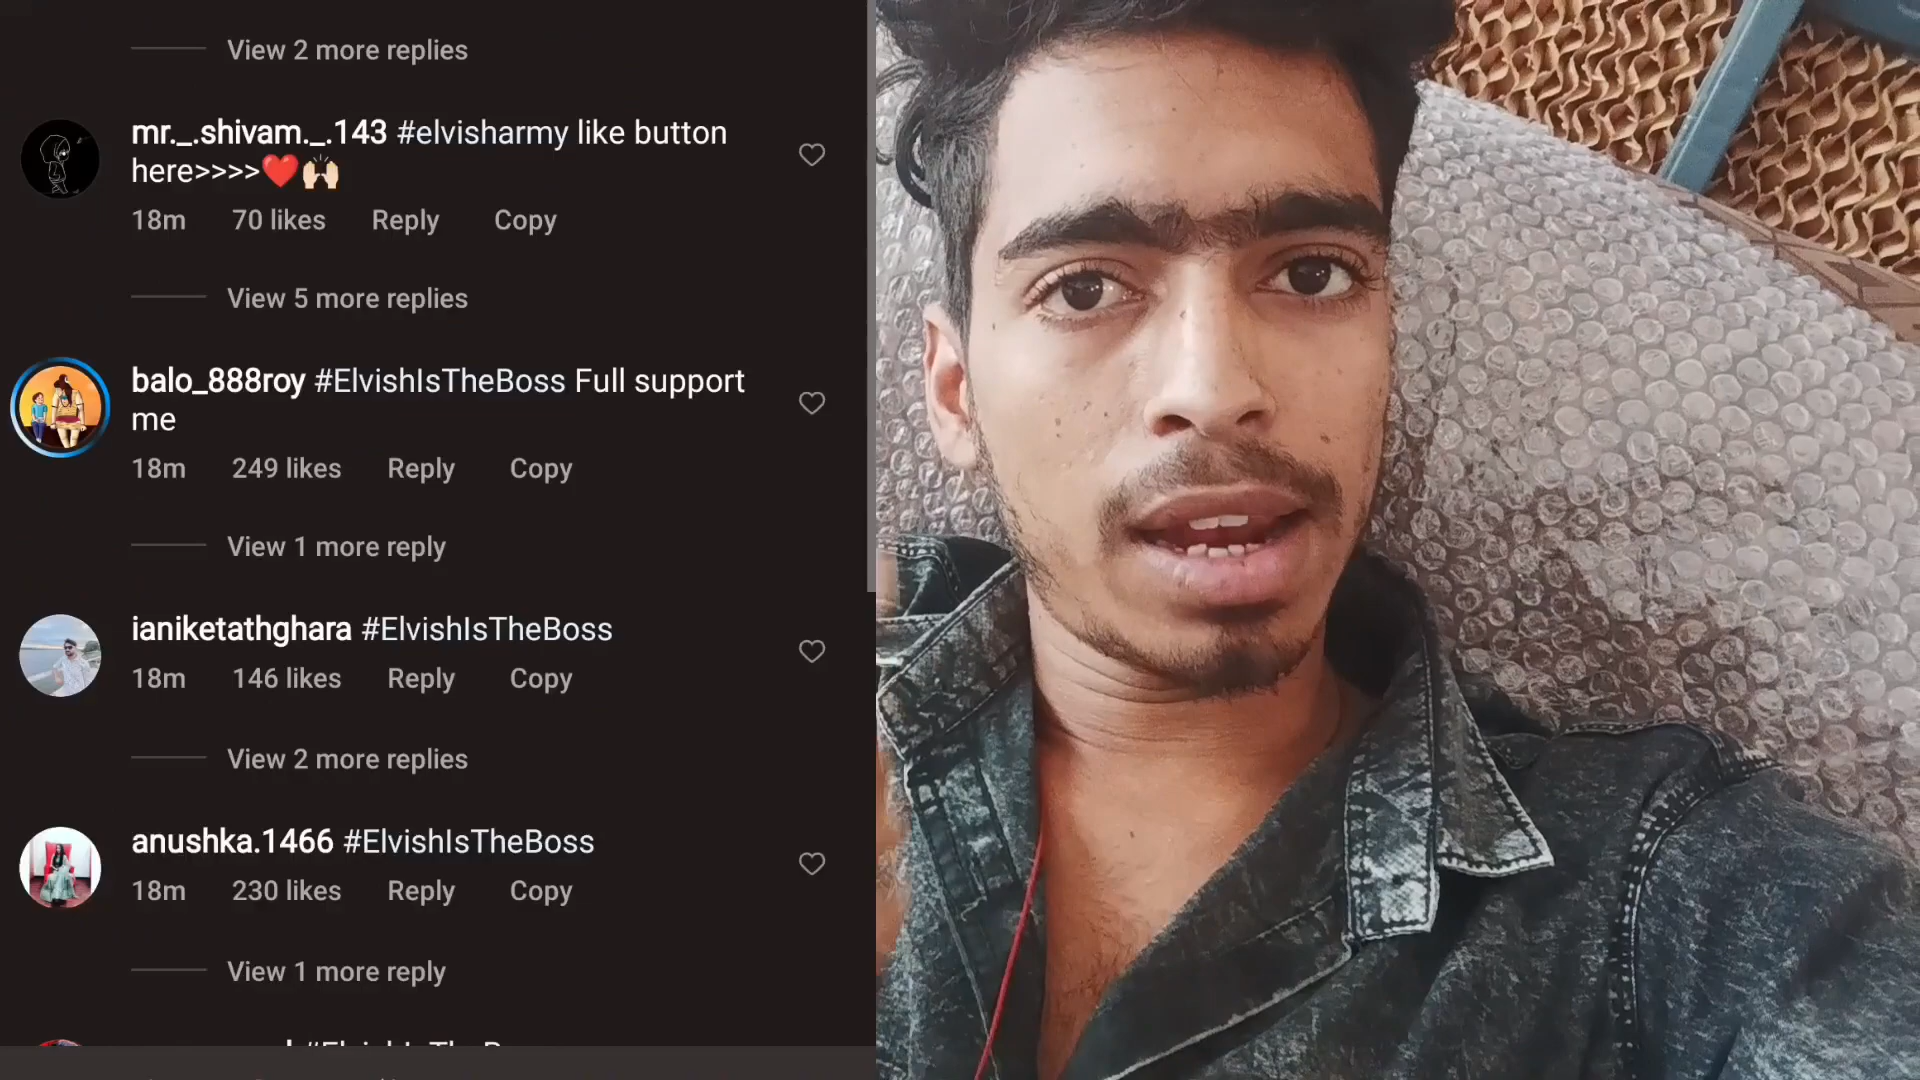 View 2 more replies
mr._.shivam._.143 #elvisharmy like button
here>>>>❤️🙌🏻
18m 70 likes Reply Copy
View 5 more replies
balo_888roy #ElvishIsTheBoss Full support
me
18m 249 likes Reply Copy
View 1 more reply
ianiketathghara #ElvishIsTheBoss
18m 146 likes Reply Copy
View 2 more replies
anushka.1466 #ElvishIsTheBoss
18m 230 likes Reply Copy
View 1 more reply